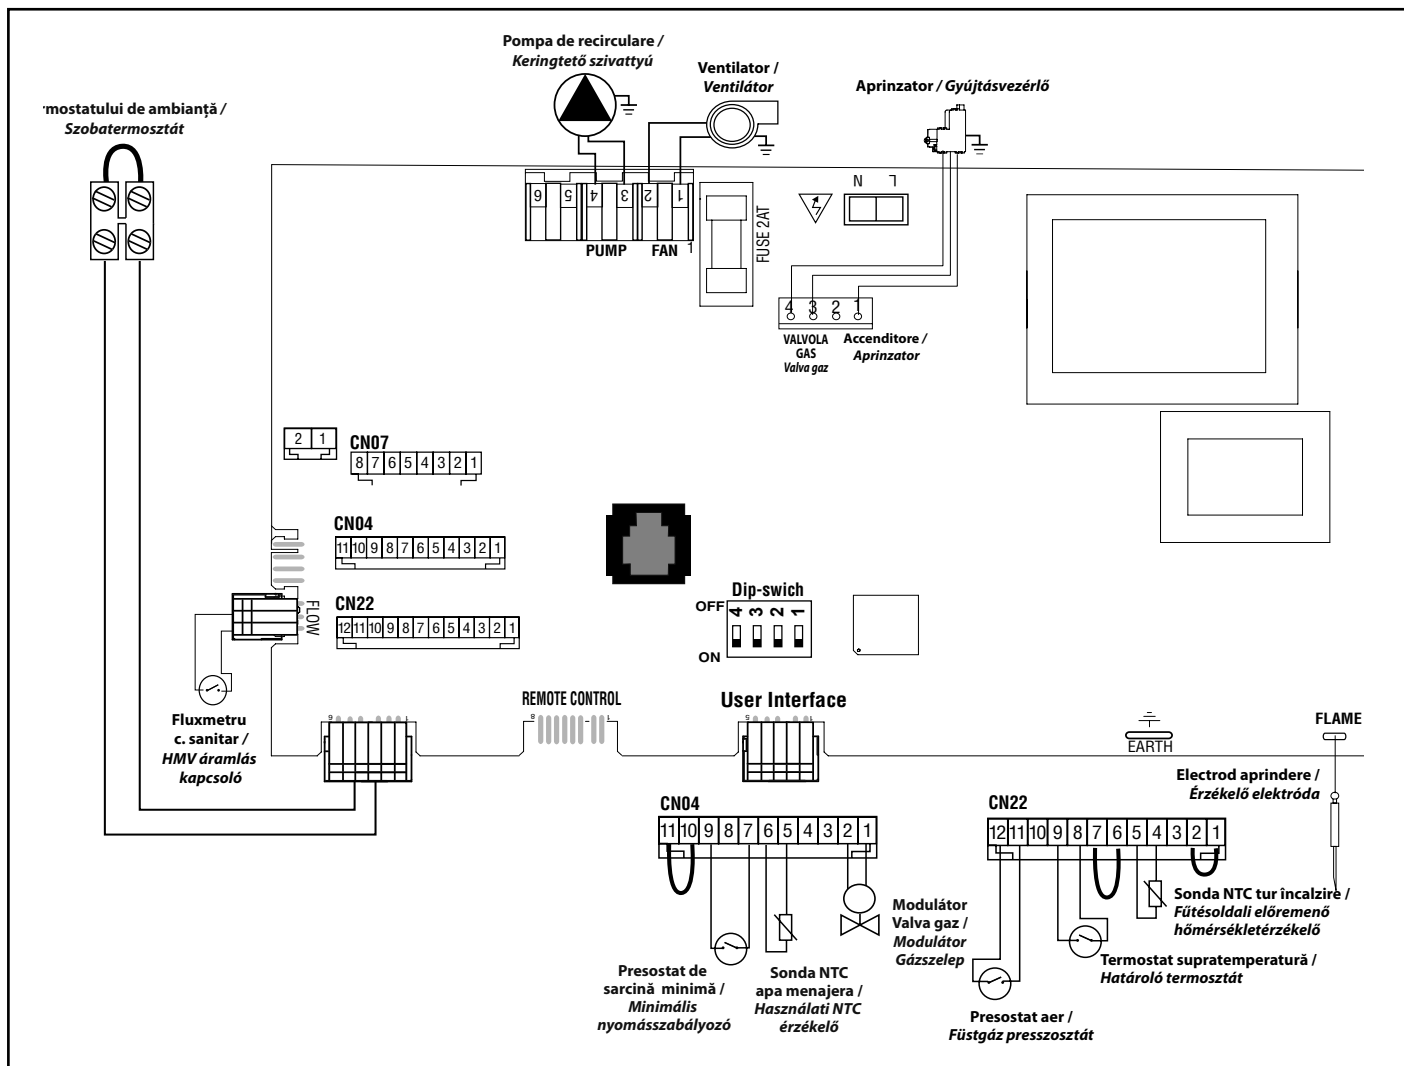 Pompa de recirculare /
Keringtető szivattyú
Ventilator /
Ventilátor
Aprinzator / Gyújtásvezérlő
mostatului de ambianță /
Szobatermosztát
6 5 4 3 2 1
PUMP FAN 1
FUSE 2AT
N L
4 3 2 1
VALVOLA
GAS
Valva gaz
Accenditore /
Aprinzator
2 1
CN07
8 7 6 5 4 3 2 1
CN04
11 10 9 8 7 6 5 4 3 2 1
CN22
12 11 10 9 8 7 6 5 4 3 2 1
FLOW
Dip-swich
OFF
4 3 2 1
ON
Fluxmetru
c. sanitar /
HMV áramlás
kapcsoló
6 1
REMOTE CONTROL
8 1
User Interface
5 1
EARTH
FLAME
Electrod aprindere /
Érzékelő elektróda
CN04
11 10 9 8 7 6 5 4 3 2 1
Presostat de
sarcină minimă /
Minimális
nyomásszabályozó
Sonda NTC
apa menajera /
Használati NTC
érzékelő
Modulátor
Valva gaz /
Modulátor
Gázszelep
CN22
12 11 10 9 8 7 6 5 4 3 2 1
Sonda NTC tur încalzire /
Fűtésoldali előremenő
hőmérsékletérzékelő
Termostat supratemperatură /
Határoló termosztát
Presostat aer /
Füstgáz presszosztát